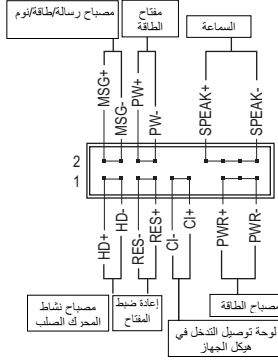 مصباح رسالة/طاقة/نوم
مفتاح
الطاقة
السماعة
MSG+
MSG-
PW+
PW-
SPEAK+
SPEAK-
2
1
HD+
HD-
RES-
RES+
CI-
CI+
PWR+
PWR-
مصباح نشاط
المحرك الصلب
إعادة ضبط
المفتاح
مصباح الطاقة
لوحة توصيل التدخل في
هيكل الجهاز